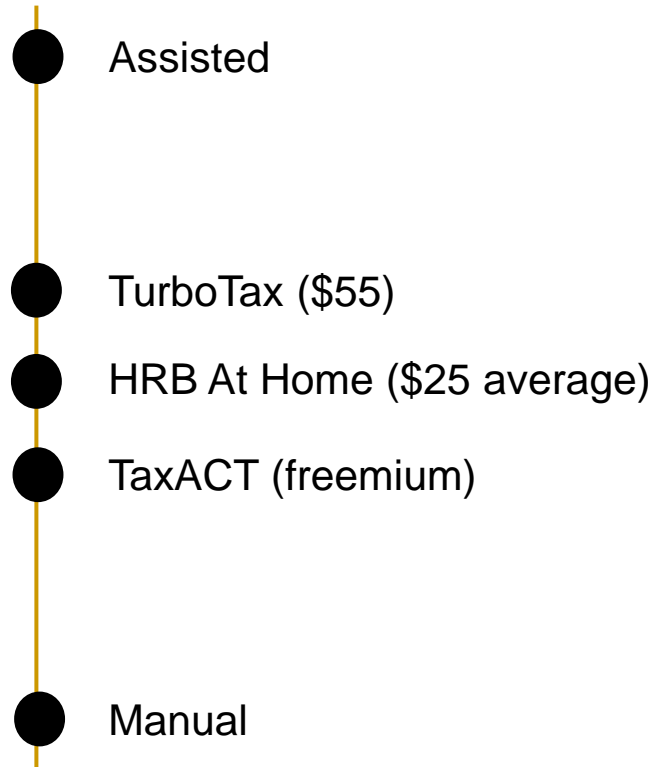 Assisted
TurboTax ($55)
HRB At Home ($25 average)
TaxACT (freemium)
Manual